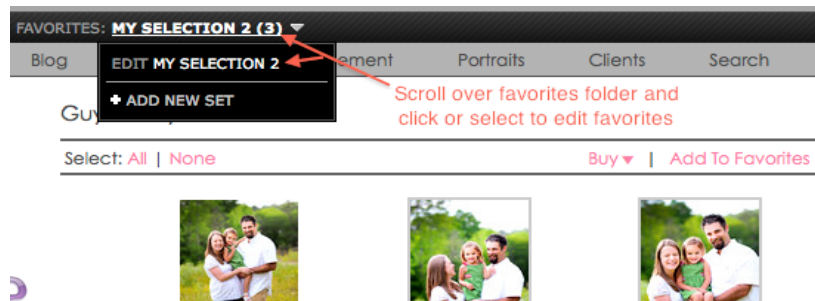 FAVORITES: MY SELECTION 2 (3)
Blog Portraits Clients Search
EDIT MY SELECTION 2
+ ADD NEW SET
Scroll over favorites folder and
click or select to edit favorites
Select: All | None Buy | Add To Favorites